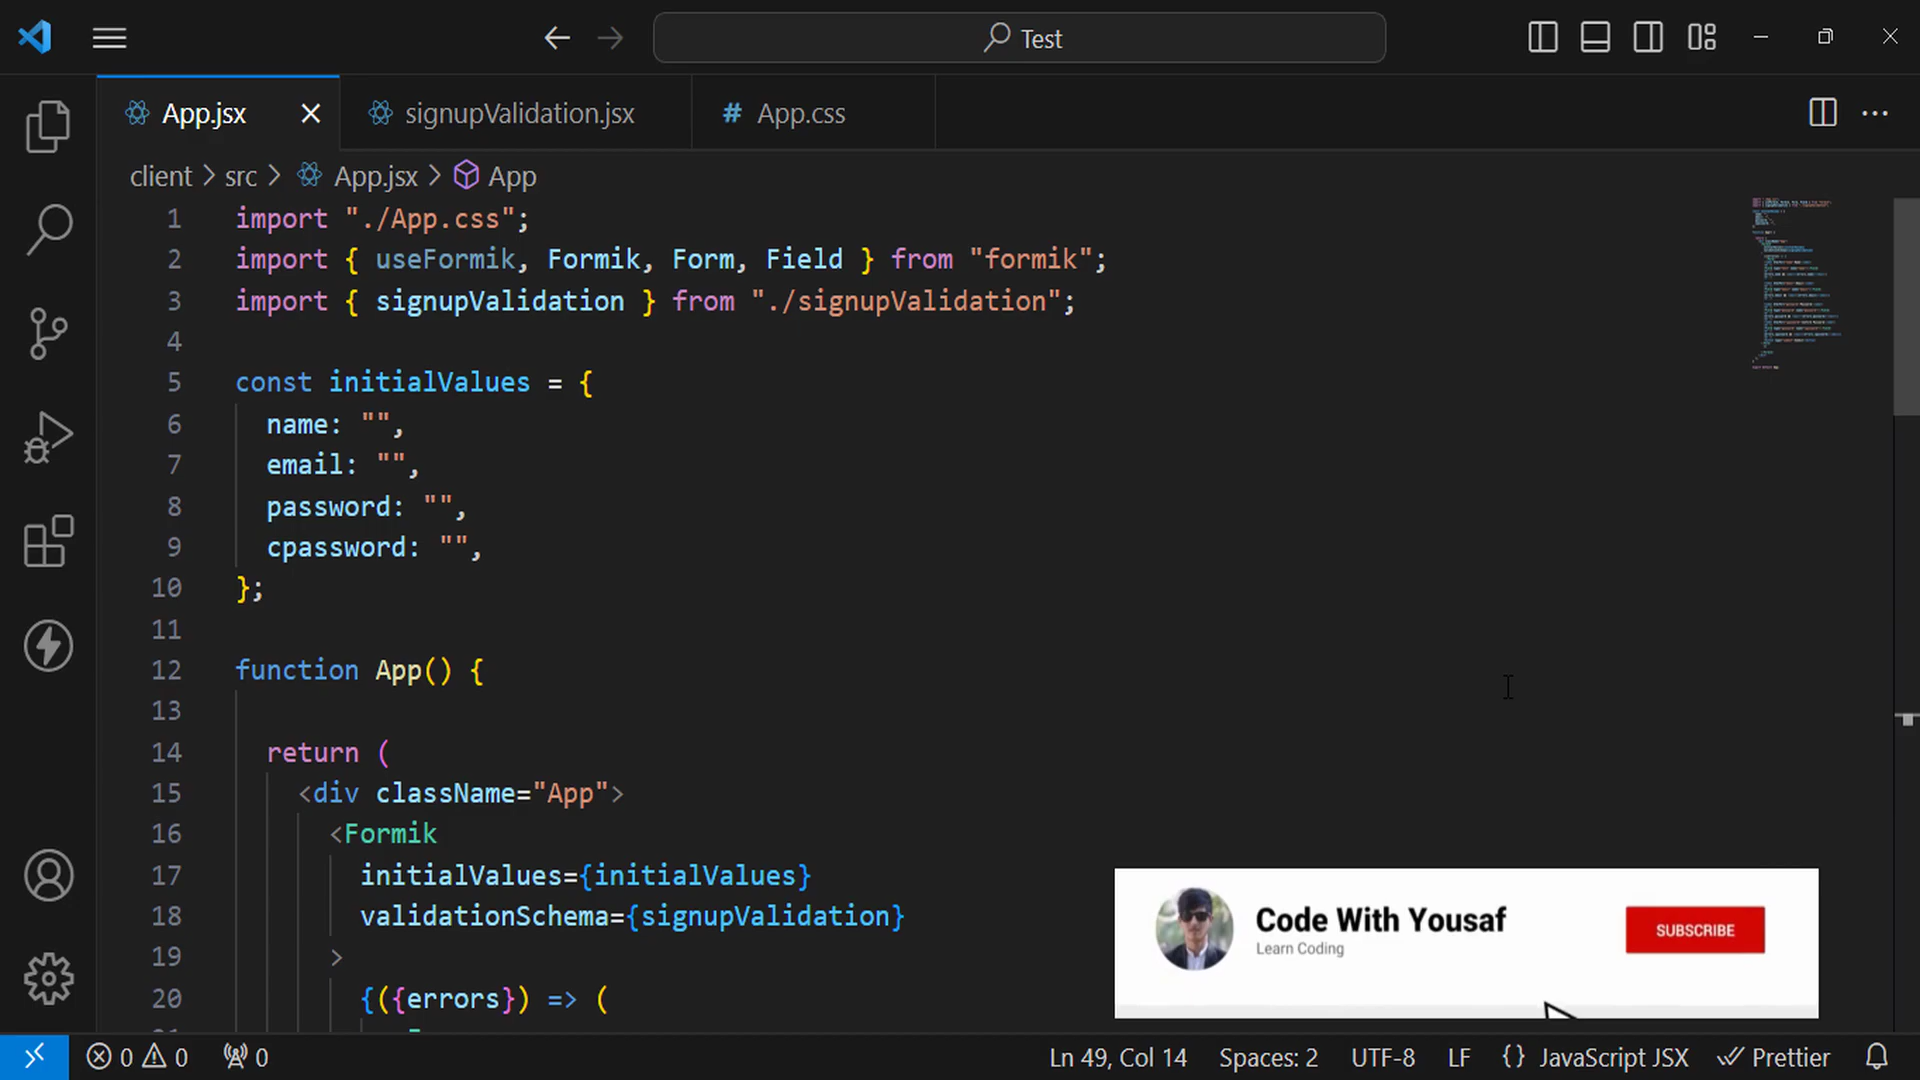 Test
App.jsx
signupValidation.jsx
# App.css
client > src > App.jsx > App
1 import "./App.css";
2 import { useFormik, Formik, Form, Field } from "formik";
3 import { signupValidation } from "./signupValidation";
4
5 const initialValues = {
6 name: "",
7 email: "",
8 password: "",
9 cpassword: "",
10 };
11
12 function App() {
13
14 return (
15 <div className="App">
16 <Formik
17 initialValues={initialValues}
18 validationSchema={signupValidation}
19 >
20 {({errors}) => (
Code With Yousaf
Learn Coding
SUBSCRIBE
0 0 0
Ln 49, Col 14
Spaces: 2
UTF-8
LF
{} JavaScript JSX
Prettier